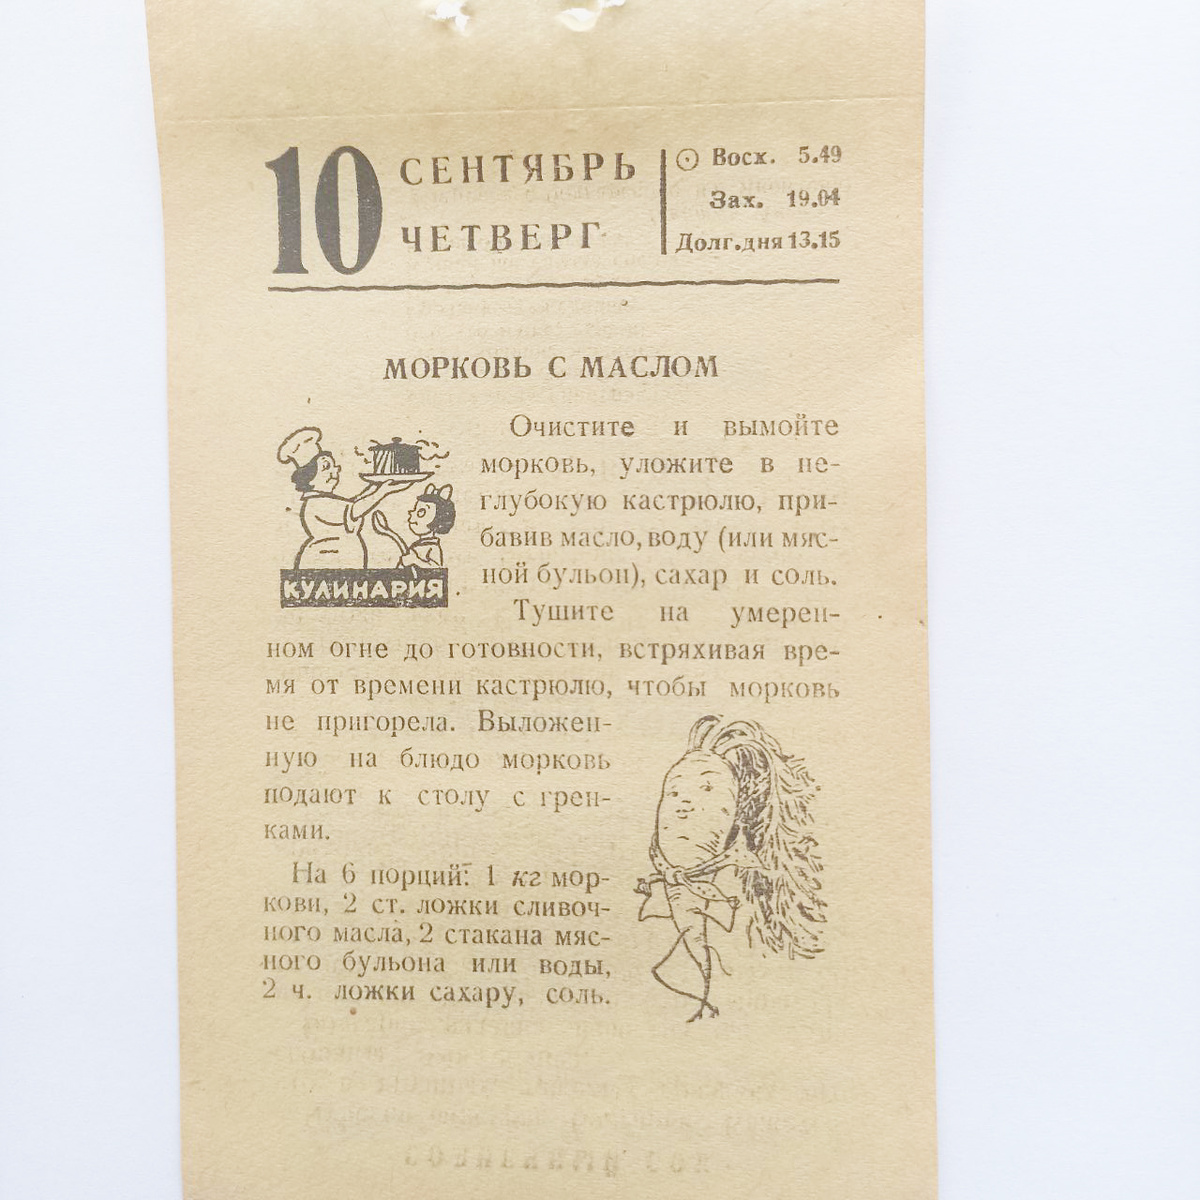 10 СЕНТЯБРЬ
ЧЕТВЕРГ
Восх. 5.49
Зах. 19.04
Долг.дня 13.15
МОРКОВЬ С МАСЛОМ
КУЛИНАРИЯ
Очистите и вымойте
морковь, уложите в не-
глубокую кастрюлю, при-
бавив масло, воду (или мяс-
ной бульон), сахар и соль.
Тушите на умерен-
ном огне до готовности, встряхивая вре-
мя от времени кастрюлю, чтобы морковь
не пригорела. Выложен-
ную на блюдо морковь
подают к столу с грен-
ками.
На 6 порций: 1 кг мор-
кови, 2 ст. ложки сливоч-
ного масла, 2 стакана мяс-
ного бульона или воды,
2 ч. ложки сахару, соль.